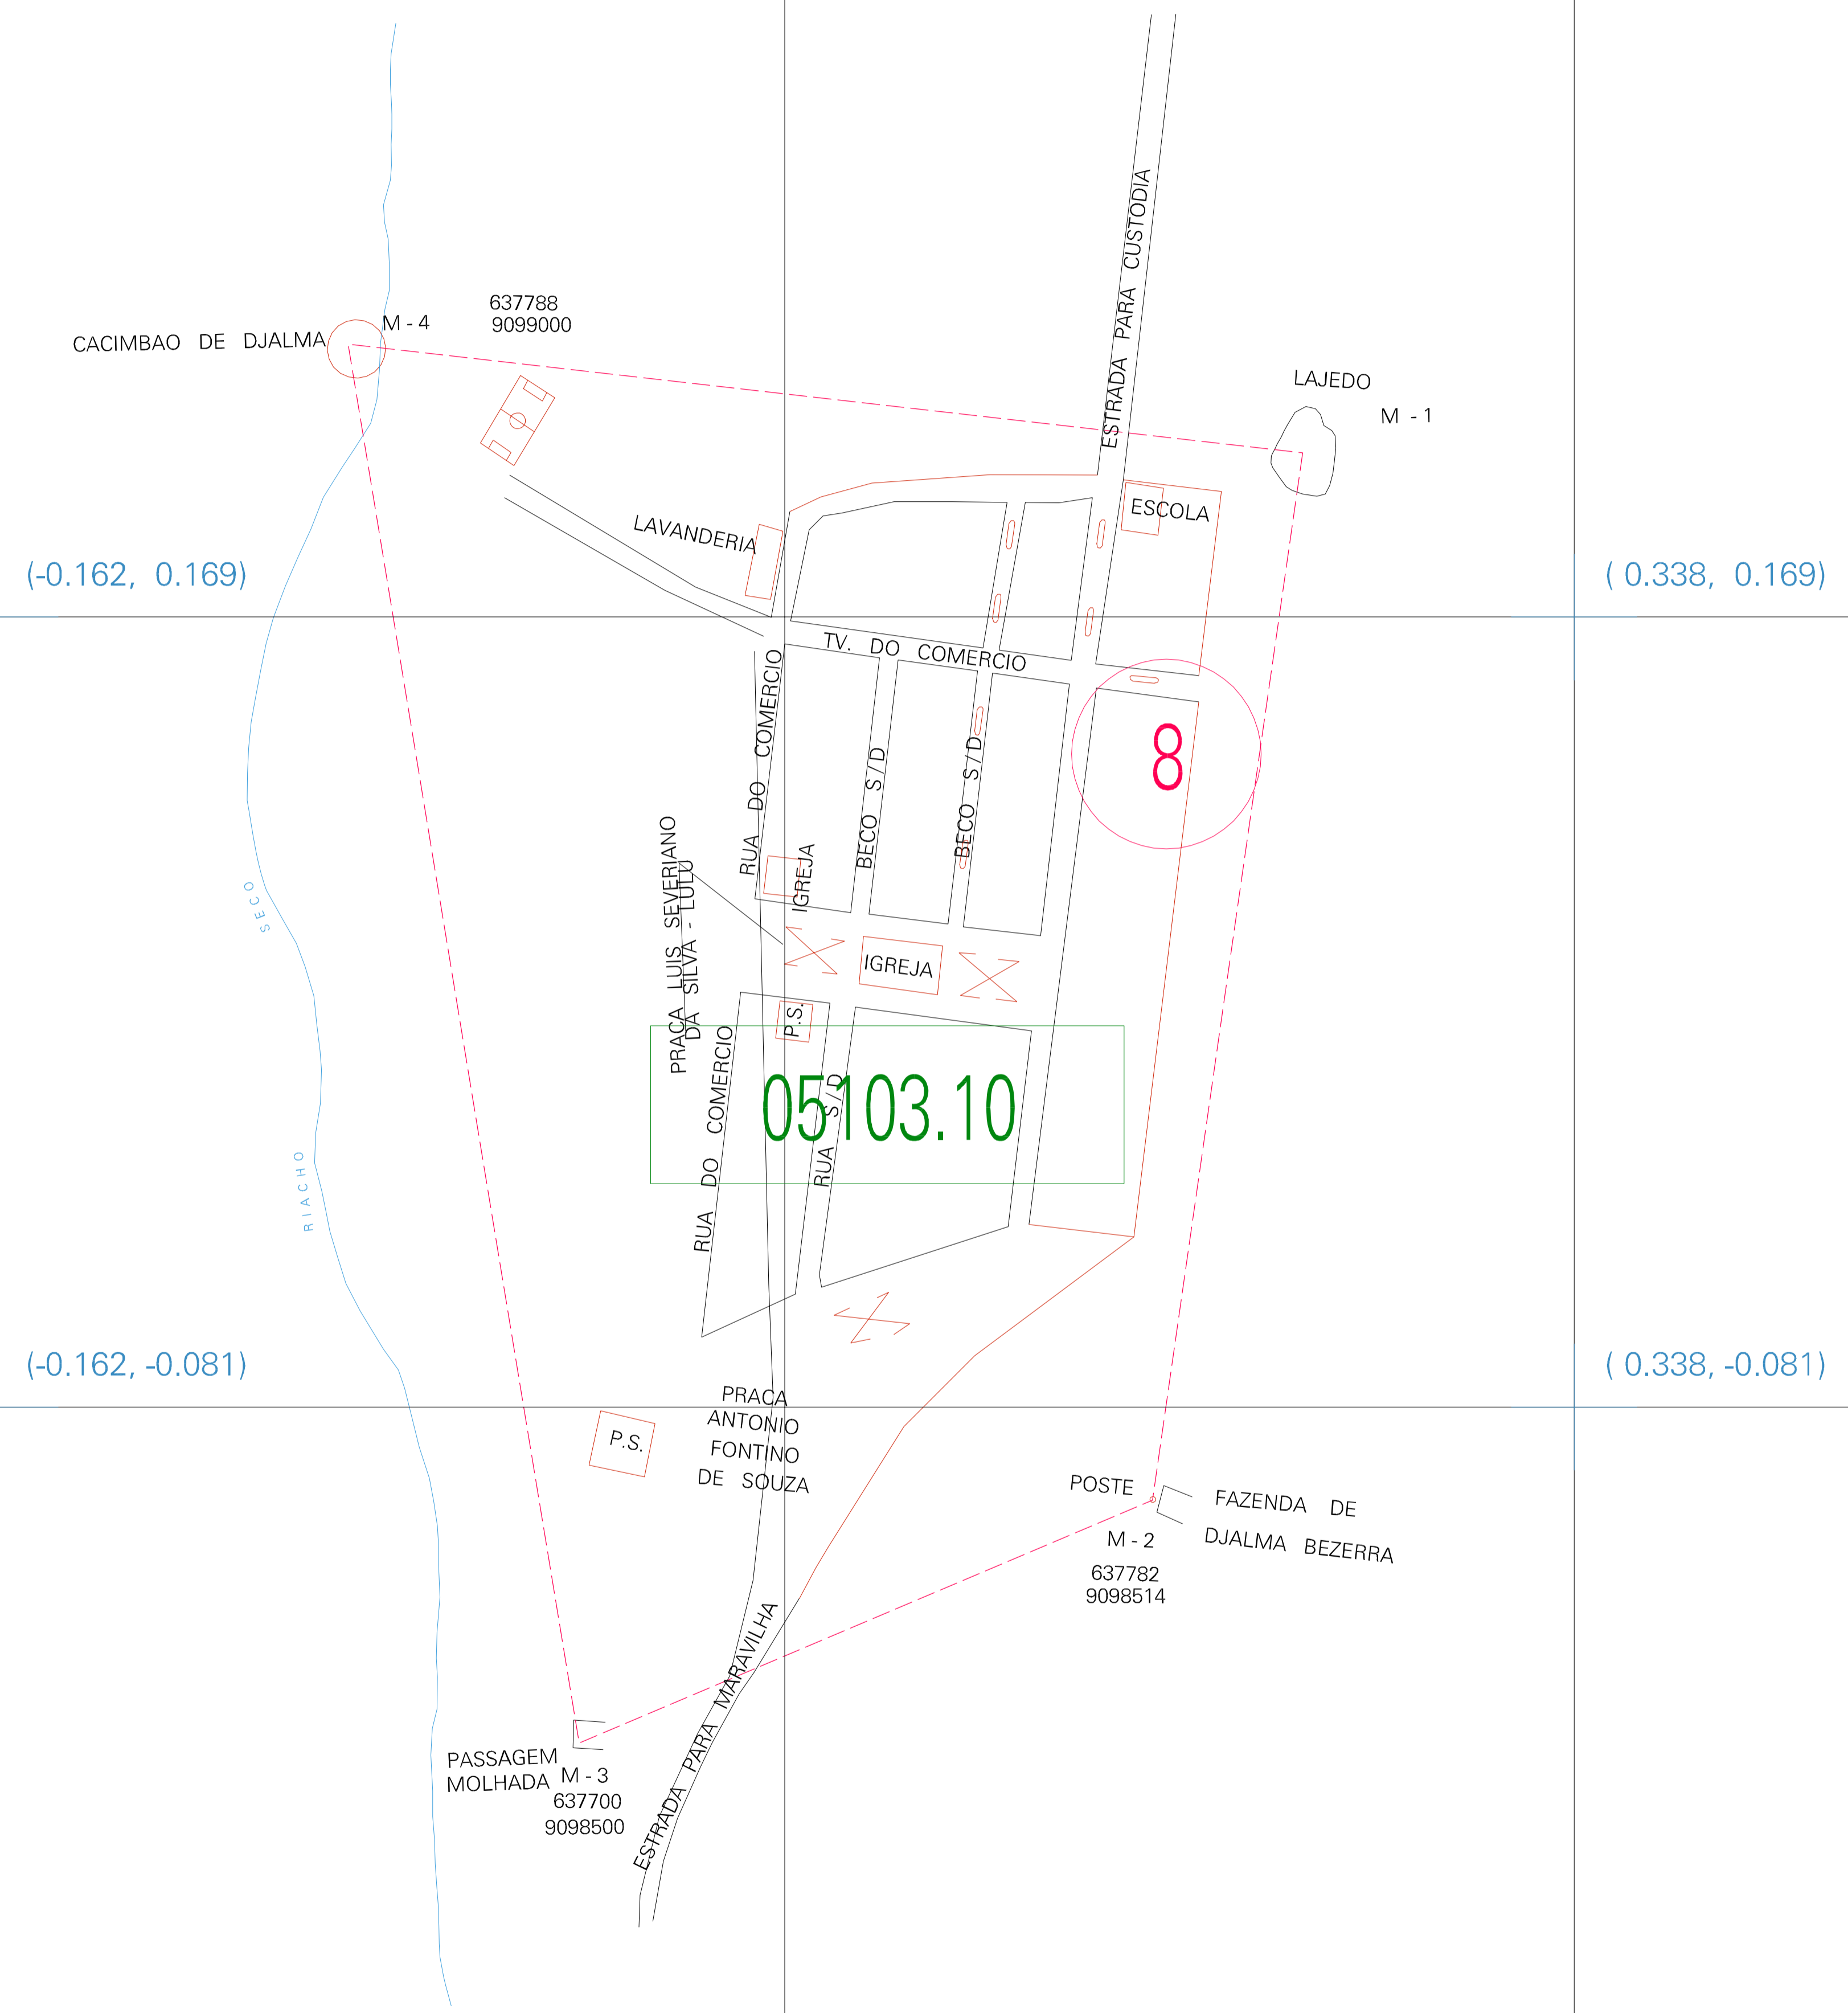 ESTRADA PARA CUSTODIA
637788
9099000
M - 4
CACIMBAO DE DJALMA
LAJEDO
M - 1
ESCOLA
LAVANDERIA
(-0.162, 0.169)
( 0.338, 0.169)
TV. DO COMERCIO
RUA DO COMERCIO
8
BECO S/D
BECO S/D
PRACA LUIS SEVERIANO
DA SILVA - LULU
IGREJA
IGREJA
SECO
RIACHO
P.S.
RUA DO COMERCIO
05103.10
RUA S/D
(-0.162, -0.081)
( 0.338, -0.081)
PRACA
ANTONIO
FONTINO
DE SOUZA
P.S.
POSTE
FAZENDA DE
DJALMA BEZERRA
M - 2
637782
9098514
ESTRADA PARA MARAVILHA
PASSAGEM
MOLHADA
M - 3
637700
9098500